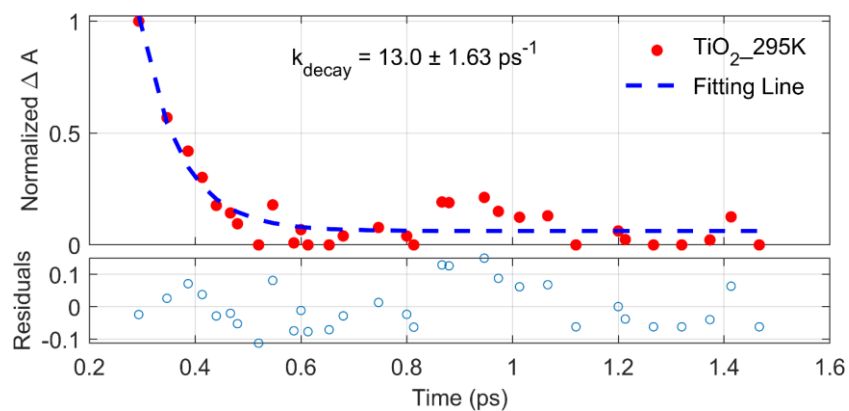 1
k_decay = 13.0 ± 1.63 ps⁻¹
TiO₂_295K
Fitting Line
Normalized Δ A
0.5
0
Residuals
0.1
0
-0.1
0.2 0.4 0.6 0.8 1 1.2 1.4 1.6
Time (ps)